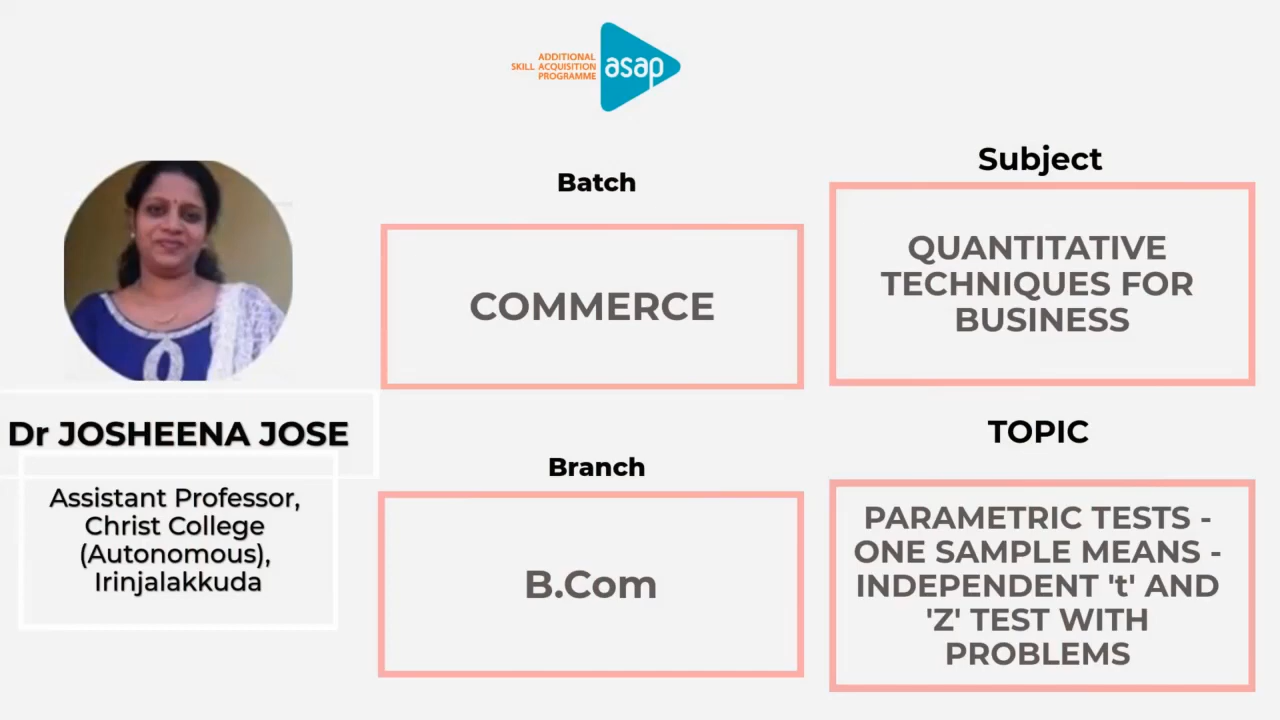 ADDITIONAL
SKILL ACQUISITION
PROGRAMME
asap
Dr JOSHEENA JOSE
Assistant Professor,
Christ College
(Autonomous),
Irinjalakkuda
Batch
COMMERCE
Branch
B.Com
Subject
QUANTITATIVE
TECHNIQUES FOR
BUSINESS
TOPIC
PARAMETRIC TESTS -
ONE SAMPLE MEANS -
INDEPENDENT 't' AND
'Z' TEST WITH
PROBLEMS